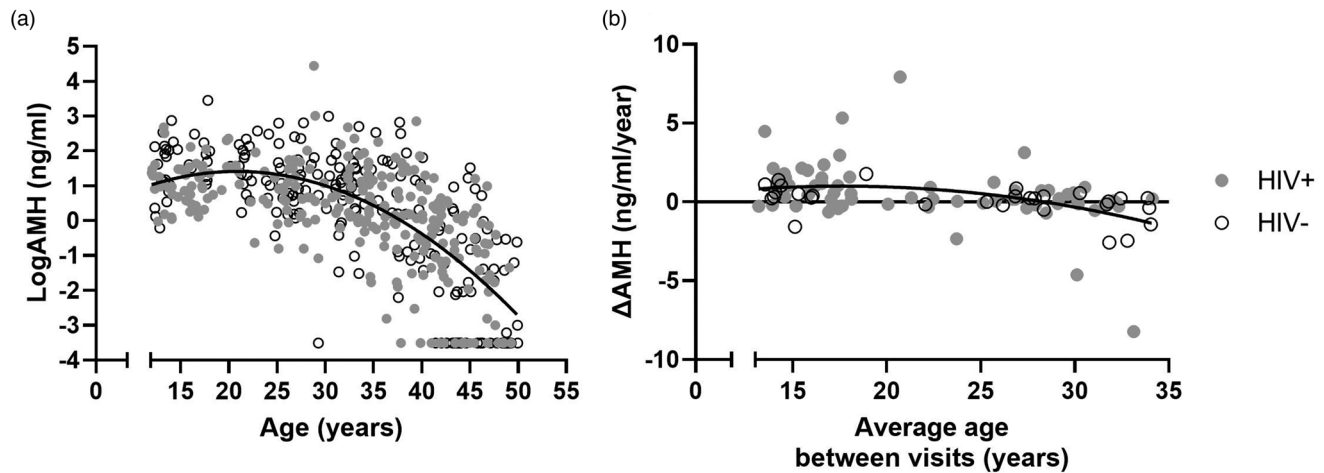 (a)
LogAMH (ng/ml)
5
4
3
2
1
0
-1
-2
-3
-4
0 15 20 25 30 35 40 45 50 55
Age (years)
(b)
ΔAMH (ng/ml/year)
10
5
0
-5
-10
0 15 20 25 30 35
Average age
between visits (years)
HIV+
HIV-